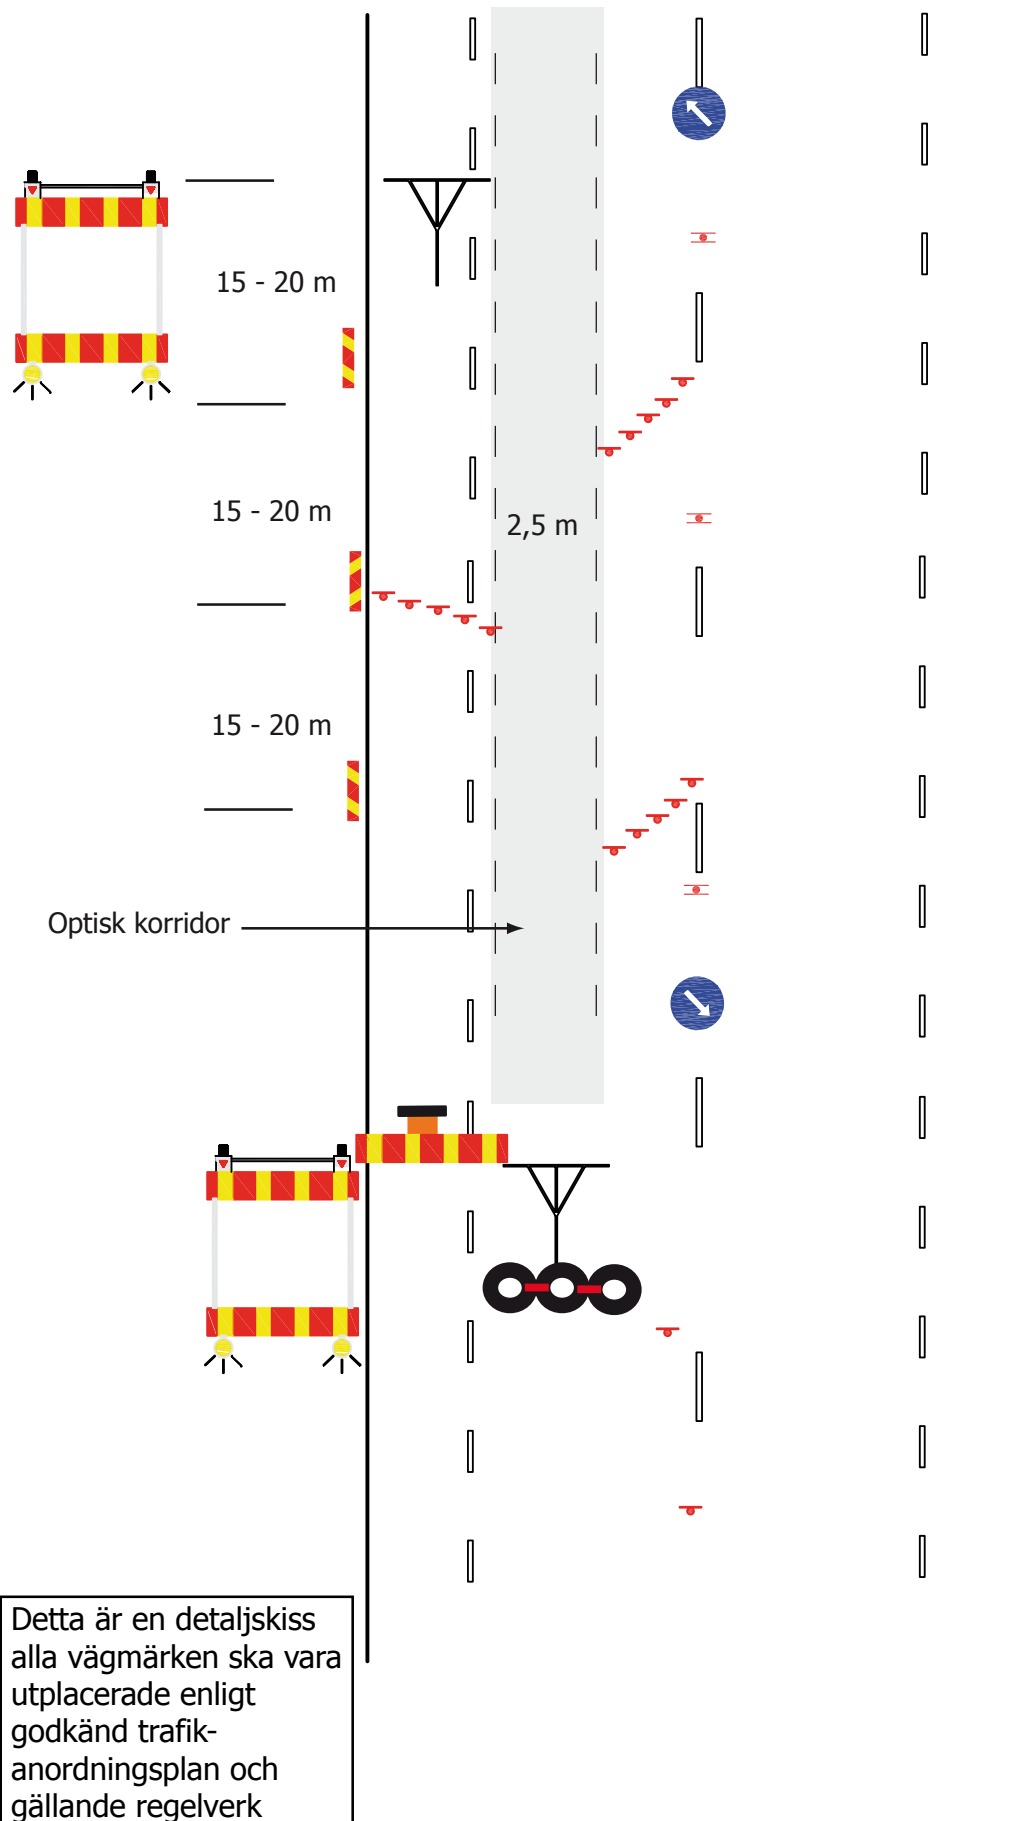 15 - 20 m
15 - 20 m
2,5 m
15 - 20 m
Optisk korridor
Detta är en detaljskiss
alla vägmärken ska vara
utplacerade enligt
godkänd trafik-
anordningsplan och
gällande regelverk